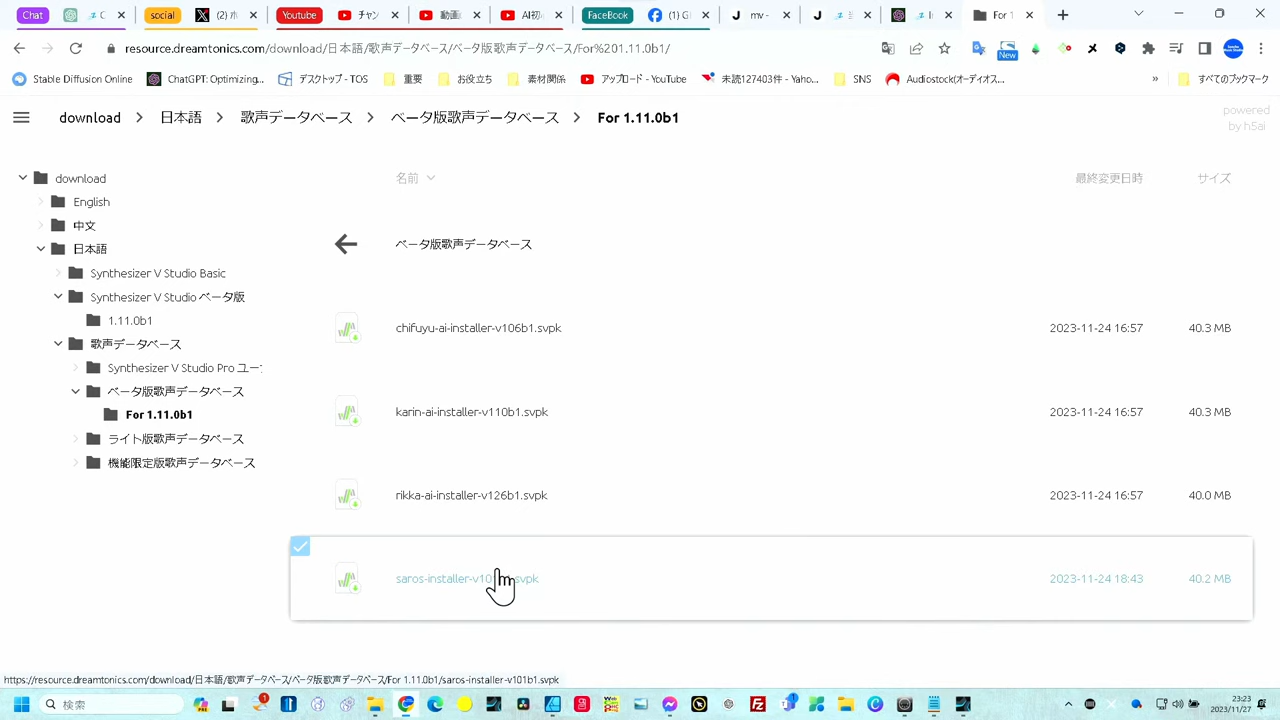 Chat
social
Youtube
チャン
動画
AI初
FaceBook
(1) Gi
mv -
For 1
resource.dreamtonics.com/download/日本語/歌声データベース/ベータ版歌声データベース/For%201.11.0b1/
New
Stable Diffusion Online
ChatGPT: Optimizing...
デスクトップ - TOS
重要
お役立ち
素材関係
アップロード - YouTube
未読127403件 - Yaho...
SNS
Audiostock(オーディオス...
»
すべてのブックマーク
download
日本語
歌声データベース
ベータ版歌声データベース
For 1.11.0b1
powered
by h5ai
download
English
中文
日本語
Synthesizer V Studio Basic
Synthesizer V Studio ベータ版
1.11.0b1
歌声データベース
Synthesizer V Studio Pro ユー
ベータ版歌声データベース
For 1.11.0b1
ライト版歌声データベース
機能限定版歌声データベース
名前
最終変更日時
サイズ
ベータ版歌声データベース
chifuyu-ai-installer-v106b1.svpk
2023-11-24 16:57
40.3 MB
karin-ai-installer-v110b1.svpk
2023-11-24 16:57
40.3 MB
rikka-ai-installer-v126b1.svpk
2023-11-24 16:57
40.0 MB
saros-installer-v10 svpk
2023-11-24 18:43
40.2 MB
https://resource.dreamtonics.com/download/日本語/歌声データベース/ベータ版歌声データベース/For 1.11.0b1/saros-installer-v101b1.svpk
検索
23:23
2023/11/27